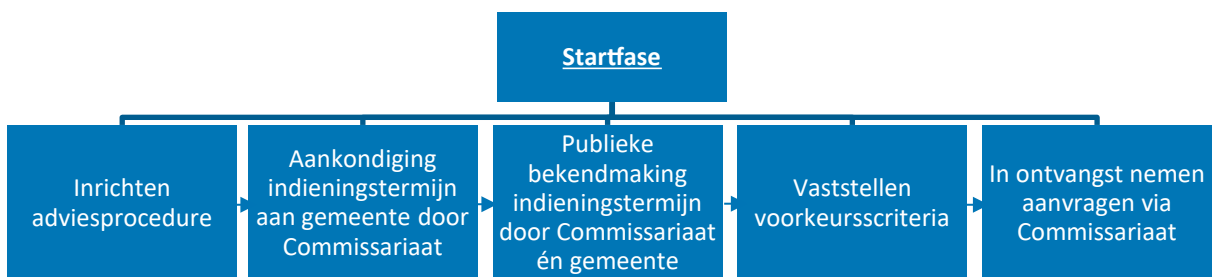 Startfase
Inrichten
adviesprocedure
Aankondiging
indieningstermijn
aan gemeente door
Commissariaat
Publieke
bekendmaking
indieningstermijn
door Commissariaat
én gemeente
Vaststellen
voorkeursscriteria
In ontvangst nemen
aanvragen via
Commissariaat